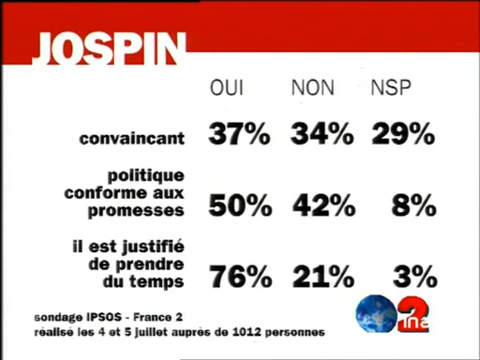 JOSPIN
OUI NON NSP
convaincant 37% 34% 29%
politique
conforme aux
promesses 50% 42% 8%
il est justifié
de prendre
du temps 76% 21% 3%
sondage IPSOS - France 2
réalisé les 4 et 5 juillet auprès de 1012 personnes
2
ina